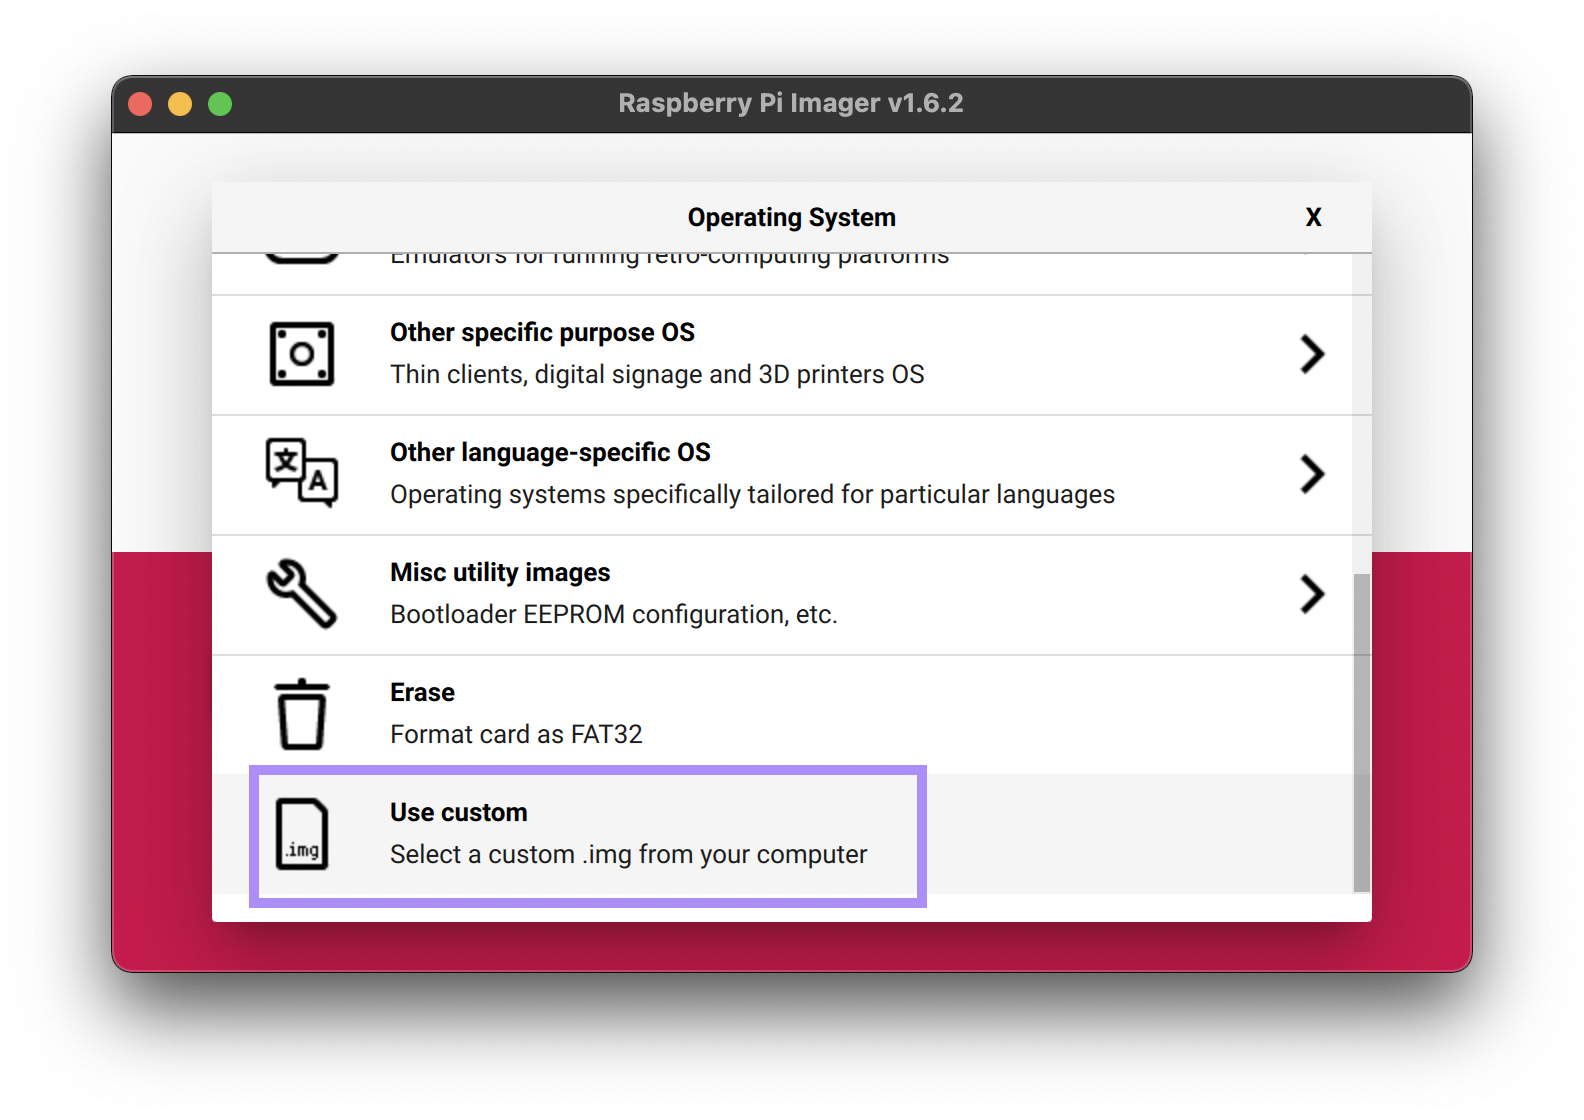 Raspberry Pi Imager v1.6.2
Operating System
X
Emulators for running retro-computing platforms
Other specific purpose OS
Thin clients, digital signage and 3D printers OS
文
A
Other language-specific OS
Operating systems specifically tailored for particular languages
Misc utility images
Bootloader EEPROM configuration, etc.
Erase
Format card as FAT32
.img
Use custom
Select a custom .img from your computer